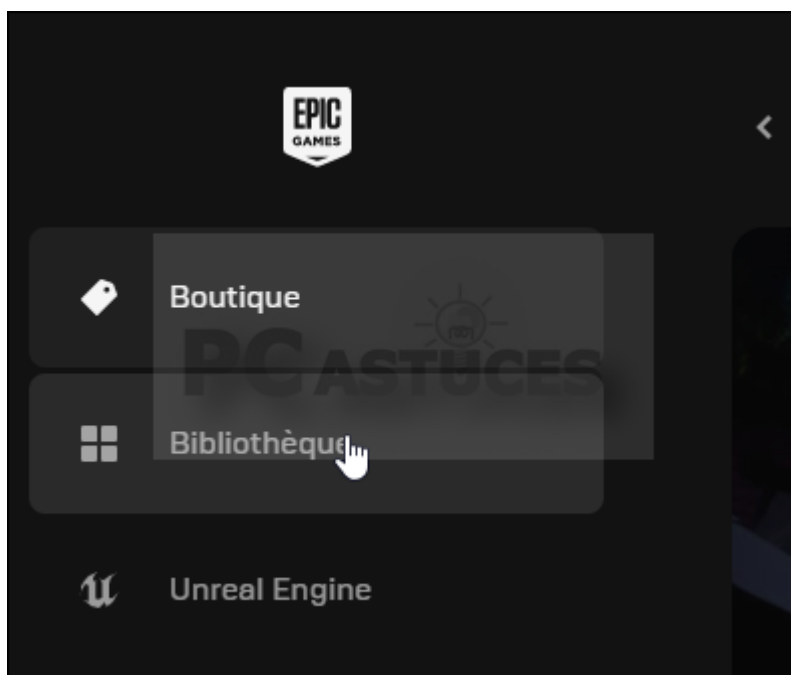 EPIC
GAMES
Boutique
PC ASTUCES
Bibliothèque
Unreal Engine